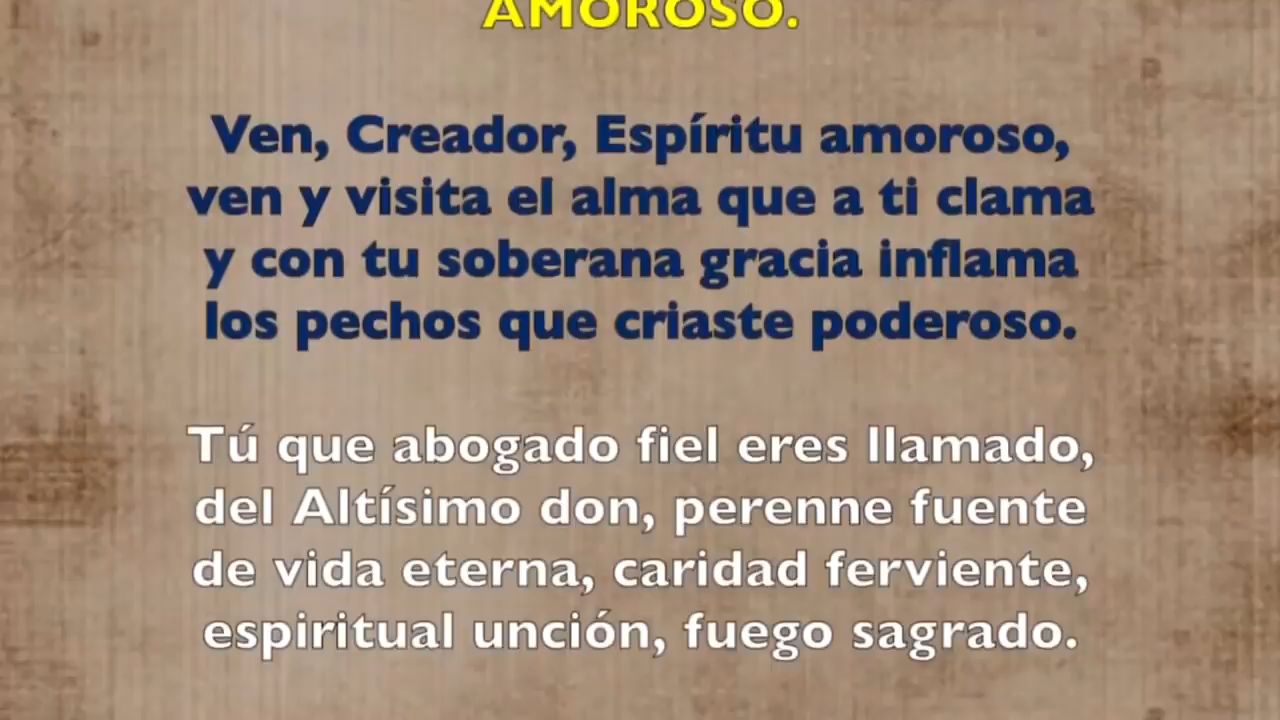 AMOROSO.
Ven, Creador, Espíritu amoroso,
ven y visita el alma que a ti clama
y con tu soberana gracia inflama
los pechos que criaste poderoso.
Tú que abogado fiel eres llamado,
del Altísimo don, perenne fuente
de vida eterna, caridad ferviente,
espiritual unción, fuego sagrado.